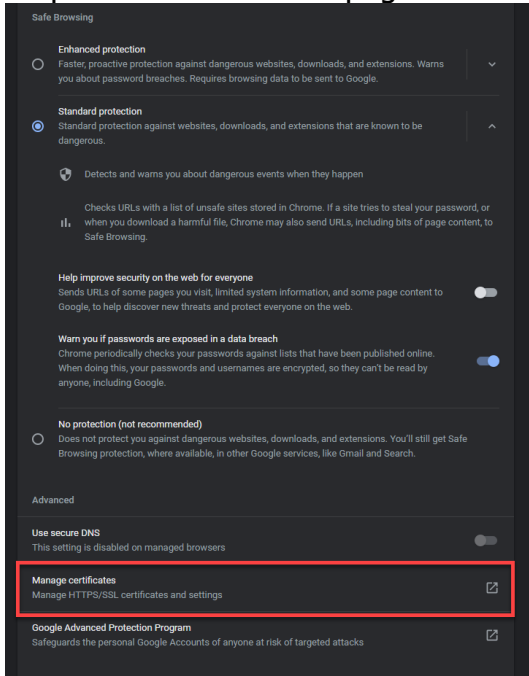 Safe Browsing
Enhanced protection
Faster, proactive protection against dangerous websites, downloads, and extensions. Warns
you about password breaches. Requires browsing data to be sent to Google.
Standard protection
Standard protection against websites, downloads, and extensions that are known to be
dangerous.
Detects and warns you about dangerous events when they happen
Checks URLs with a list of unsafe sites stored in Chrome. If a site tries to steal your password, or
when you download a harmful file, Chrome may also send URLs, including bits of page content, to
Safe Browsing.
Help improve security on the web for everyone
Sends URLs of some pages you visit, limited system information, and some page content to
Google, to help discover new threats and protect everyone on the web.
Warn you if passwords are exposed in a data breach
Chrome periodically checks your passwords against lists that have been published online.
When doing this, your passwords and usernames are encrypted, so they can't be read by
anyone, including Google.
No protection (not recommended)
Does not protect you against dangerous websites, downloads, and extensions. You'll still get Safe
Browsing protection, where available, in other Google services, like Gmail and Search.
Advanced
Use secure DNS
This setting is disabled on managed browsers
Manage certificates
Manage HTTPS/SSL certificates and settings
Google Advanced Protection Program
Safeguards the personal Google Accounts of anyone at risk of targeted attacks